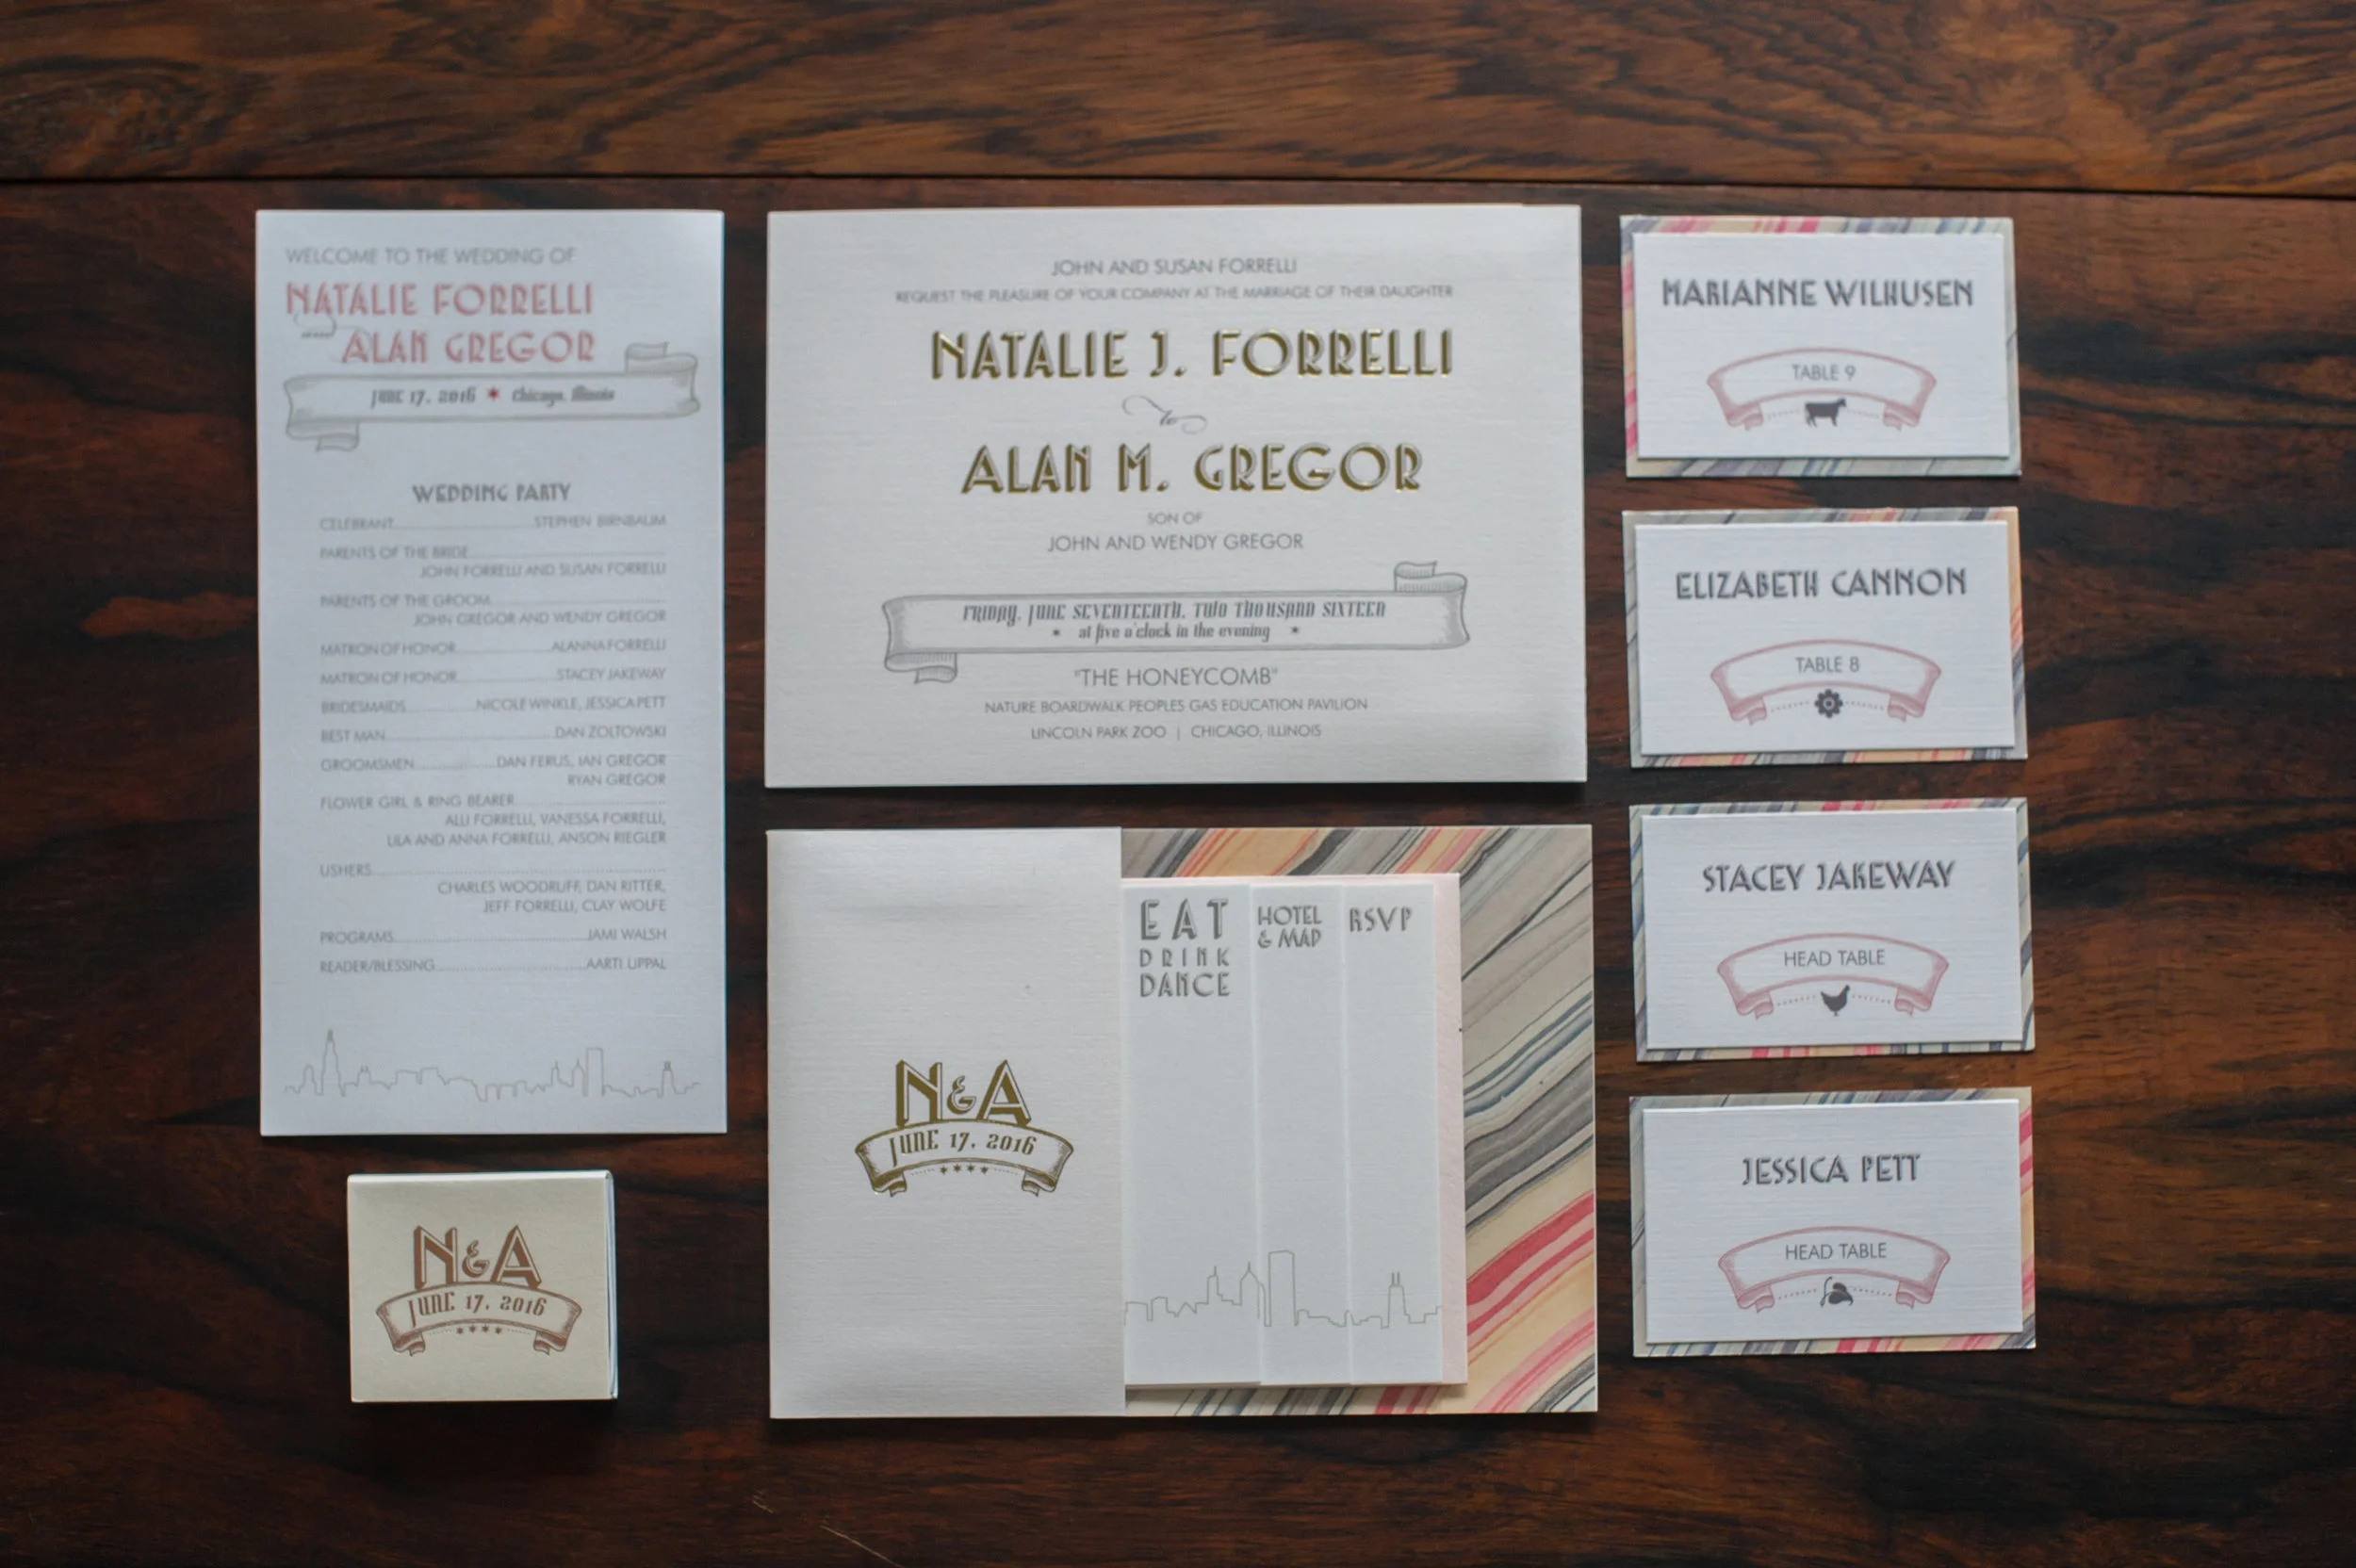 WELCOME TO THE WEDDING OF
NATALIE FORRELLI
and
ALAN GREGOR
JUNE 17, 2016 * Chicago, Illinois
WEDDING PARTY
CELEBRANT STEPHEN BIRNBAUM
PARENTS OF THE BRIDE
JOHN FORRELLI AND SUSAN FORRELLI
PARENTS OF THE GROOM
JOHN GREGOR AND WENDY GREGOR
MATRON OF HONOR ALANNA FORRELLI
MATRON OF HONOR STACEY JAKEWAY
BRIDESMAIDS NICOLE WINKLE, JESSICA PETT
BEST MAN DAN ZOLTOWSKI
GROOMSMEN DAN FERUS, IAN GREGOR
RYAN GREGOR
FLOWER GIRL & RING BEARER
ALLI FORRELLI, VANESSA FORRELLI,
LILA AND ANNA FORRELLI, ANSON RIEGLER
USHERS
CHARLES WOODRUFF, DAN RITTER,
JEFF FORRELLI, CLAY WOLFE
PROGRAMS JAMI WALSH
READER/BLESSING AARTI UPPAL
N&A
JUNE 17, 2016
JOHN AND SUSAN FORRELLI
REQUEST THE PLEASURE OF YOUR COMPANY AT THE MARRIAGE OF THEIR DAUGHTER
NATALIE J. FORRELLI
to
ALAN M. GREGOR
SON OF
JOHN AND WENDY GREGOR
FRIDAY, JUNE SEVENTEENTH, TWO THOUSAND SIXTEEN
* at five o'clock in the evening *
"THE HONEYCOMB"
NATURE BOARDWALK PEOPLES GAS EDUCATION PAVILION
LINCOLN PARK ZOO | CHICAGO, ILLINOIS
N&A
JUNE 17, 2016
EAT
DRINK
DANCE
HOTEL
& MAP
RSVP
MARIANNE WILHUSEN
TABLE 9
ELIZABETH CANNON
TABLE 8
STACEY JAKEWAY
HEAD TABLE
JESSICA PETT
HEAD TABLE